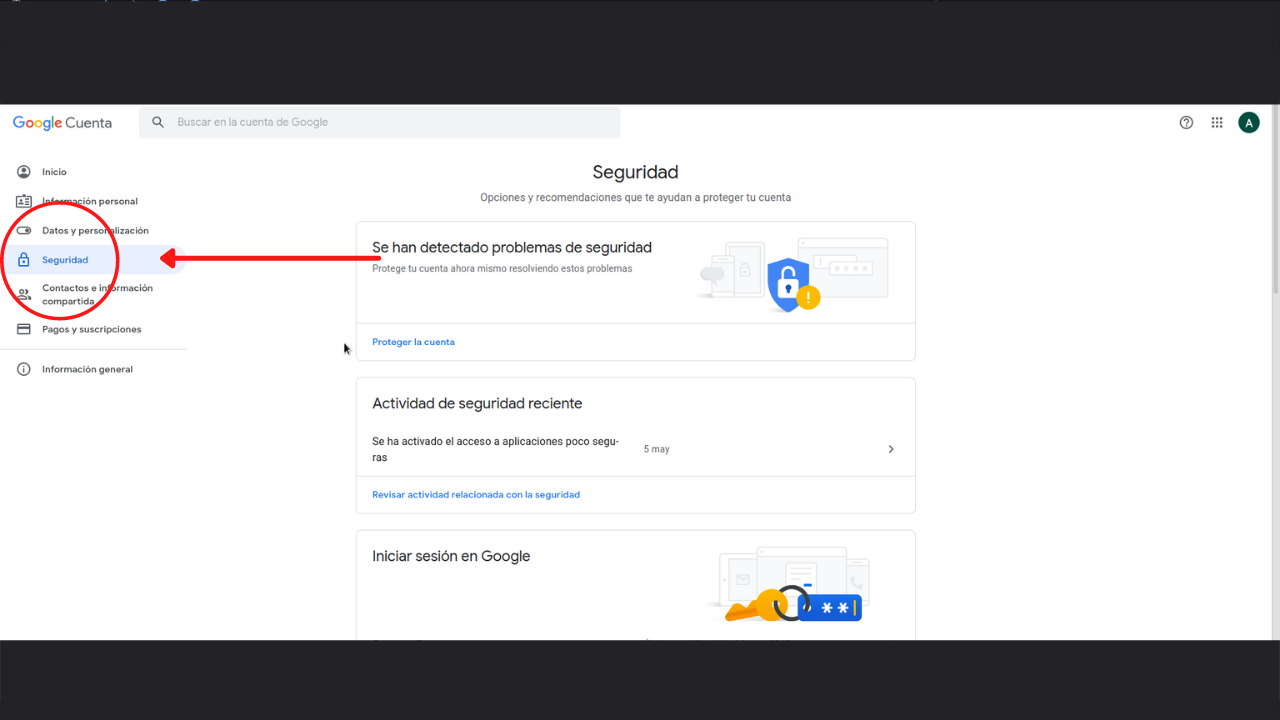 Google Cuenta
Buscar en la cuenta de Google
A
Inicio
Información personal
Datos y personalización
Seguridad
Contactos e información
compartida
Pagos y suscripciones
Información general
Seguridad
Opciones y recomendaciones que te ayudan a proteger tu cuenta
Se han detectado problemas de seguridad
Protege tu cuenta ahora mismo resolviendo estos problemas
Proteger la cuenta
Actividad de seguridad reciente
Se ha activado el acceso a aplicaciones poco segu-
ras
5 may
Revisar actividad relacionada con la seguridad
Iniciar sesión en Google